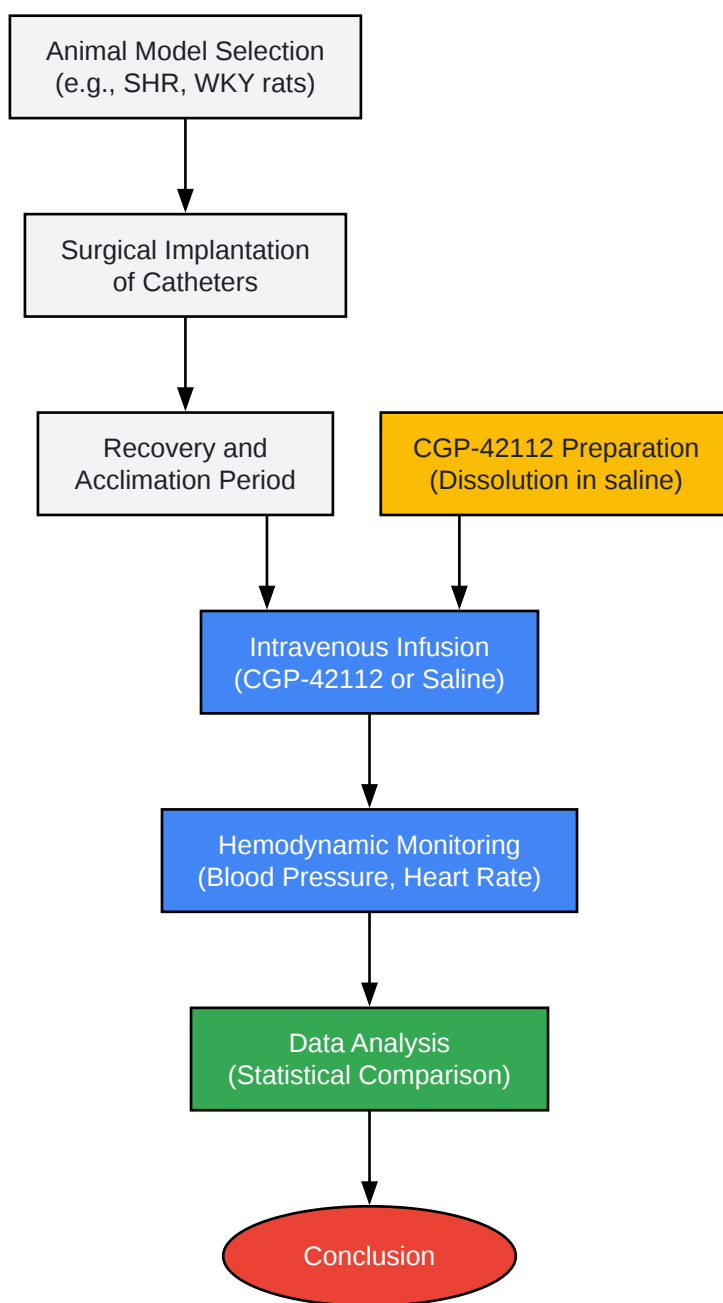 Animal Model Selection
(e.g., SHR, WKY rats)
Surgical Implantation
of Catheters
Recovery and
Acclimation Period
CGP-42112 Preparation
(Dissolution in saline)
Intravenous Infusion
(CGP-42112 or Saline)
Hemodynamic Monitoring
(Blood Pressure, Heart Rate)
Data Analysis
(Statistical Comparison)
Conclusion